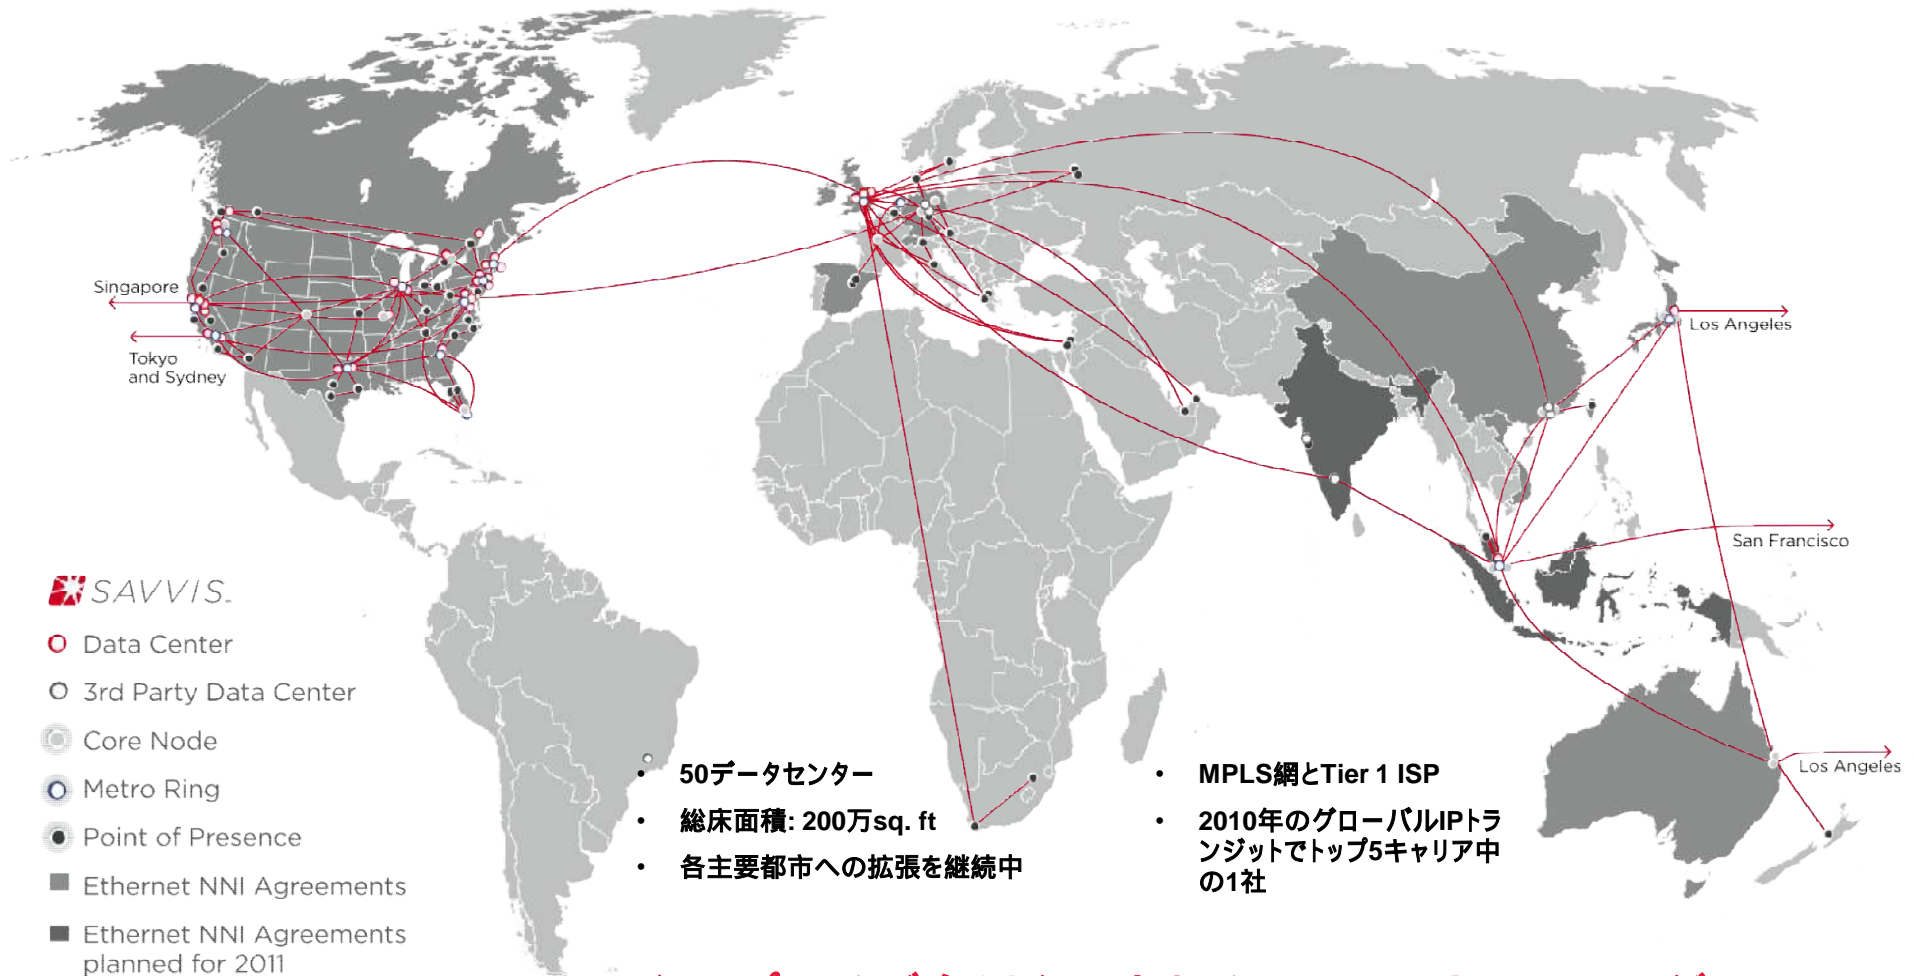 Singapore
Tokyo
and Sydney
Los Angeles
San Francisco
Los Angeles
SAVVIS
Data Center
3rd Party Data Center
Core Node
Metro Ring
Point of Presence
Ethernet NNI Agreements
Ethernet NNI Agreements
planned for 2011
• 50データセンター
• 総床面積: 200万sq. ft
• 各主要都市への拡張を継続中
• MPLS網とTier 1 ISP
• 2010年のグローバルIPトラ
ンジットでトップ5キャリア中
の1社